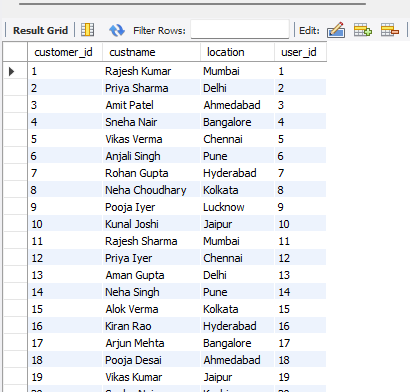 Result Grid Filter Rows: Edit:
customer_id custname location user_id
1 Rajesh Kumar Mumbai 1
2 Priya Sharma Delhi 2
3 Amit Patel Ahmedabad 3
4 Sneha Nair Bangalore 4
5 Vikas Verma Chennai 5
6 Anjali Singh Pune 6
7 Rohan Gupta Hyderabad 7
8 Neha Choudhary Kolkata 8
9 Pooja Iyer Lucknow 9
10 Kunal Joshi Jaipur 10
11 Rajesh Sharma Mumbai 11
12 Priya Iyer Chennai 12
13 Aman Gupta Delhi 13
14 Neha Singh Pune 14
15 Alok Verma Kolkata 15
16 Kiran Rao Hyderabad 16
17 Arjun Mehta Bangalore 17
18 Pooja Desai Ahmedabad 18
19 Vikas Kumar Jaipur 19